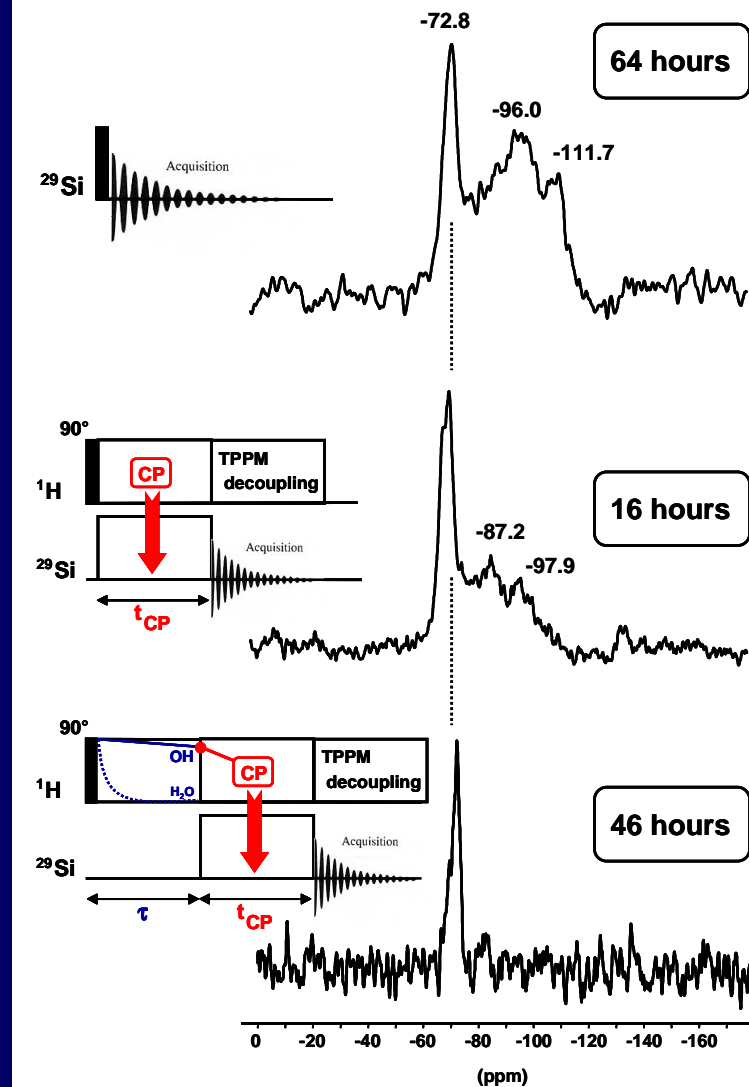 -72.8
64 hours
-96.0
-111.7
Acquisition
²⁹Si
90°
TPPM
decoupling
CP
¹H
16 hours
-87.2
-97.9
Acquisition
²⁹Si
tCP
90°
OH
CP
TPPM
decoupling
¹H
H₂O
46 hours
Acquisition
²⁹Si
τ
tCP
0 -20 -40 -60 -80 -100 -120 -140 -160
(ppm)